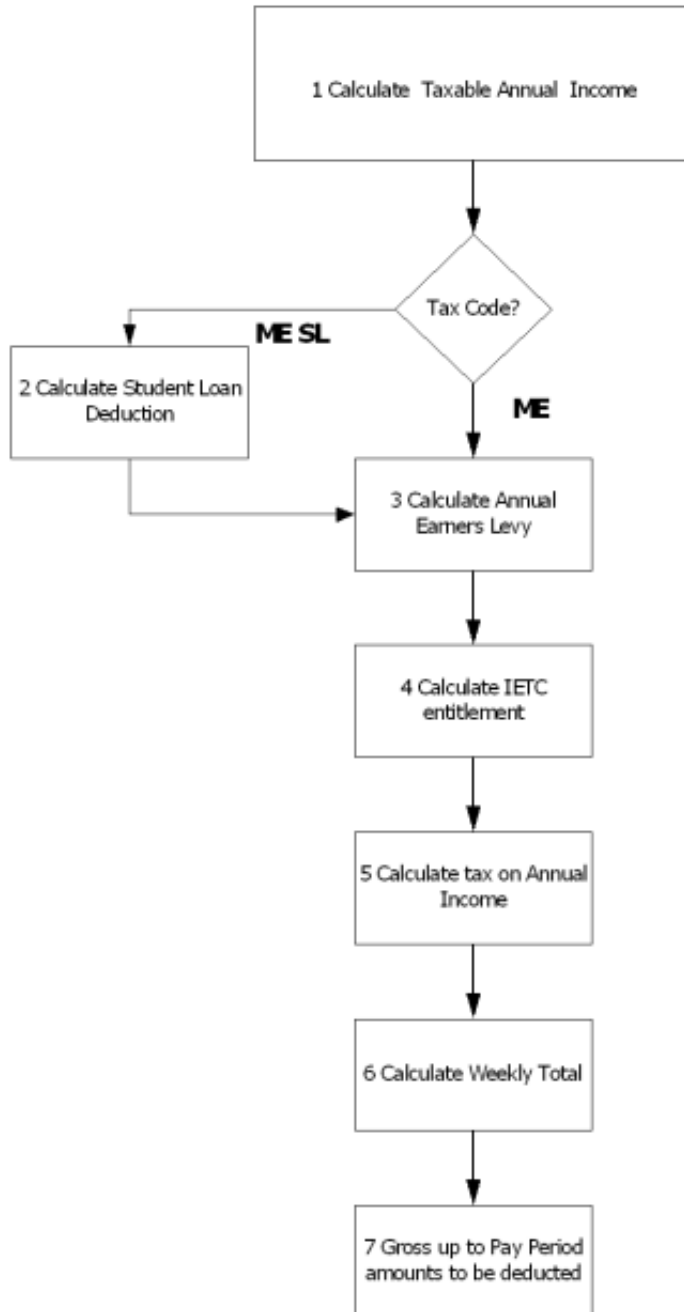 1 Calculate Taxable Annual Income
Tax Code?
ME SL
2 Calculate Student Loan
Deduction
ME
3 Calculate Annual
Earners Levy
4 Calculate IETC
entitlement
5 Calculate tax on Annual
Income
6 Calculate Weekly Total
7 Gross up to Pay Period
amounts to be deducted